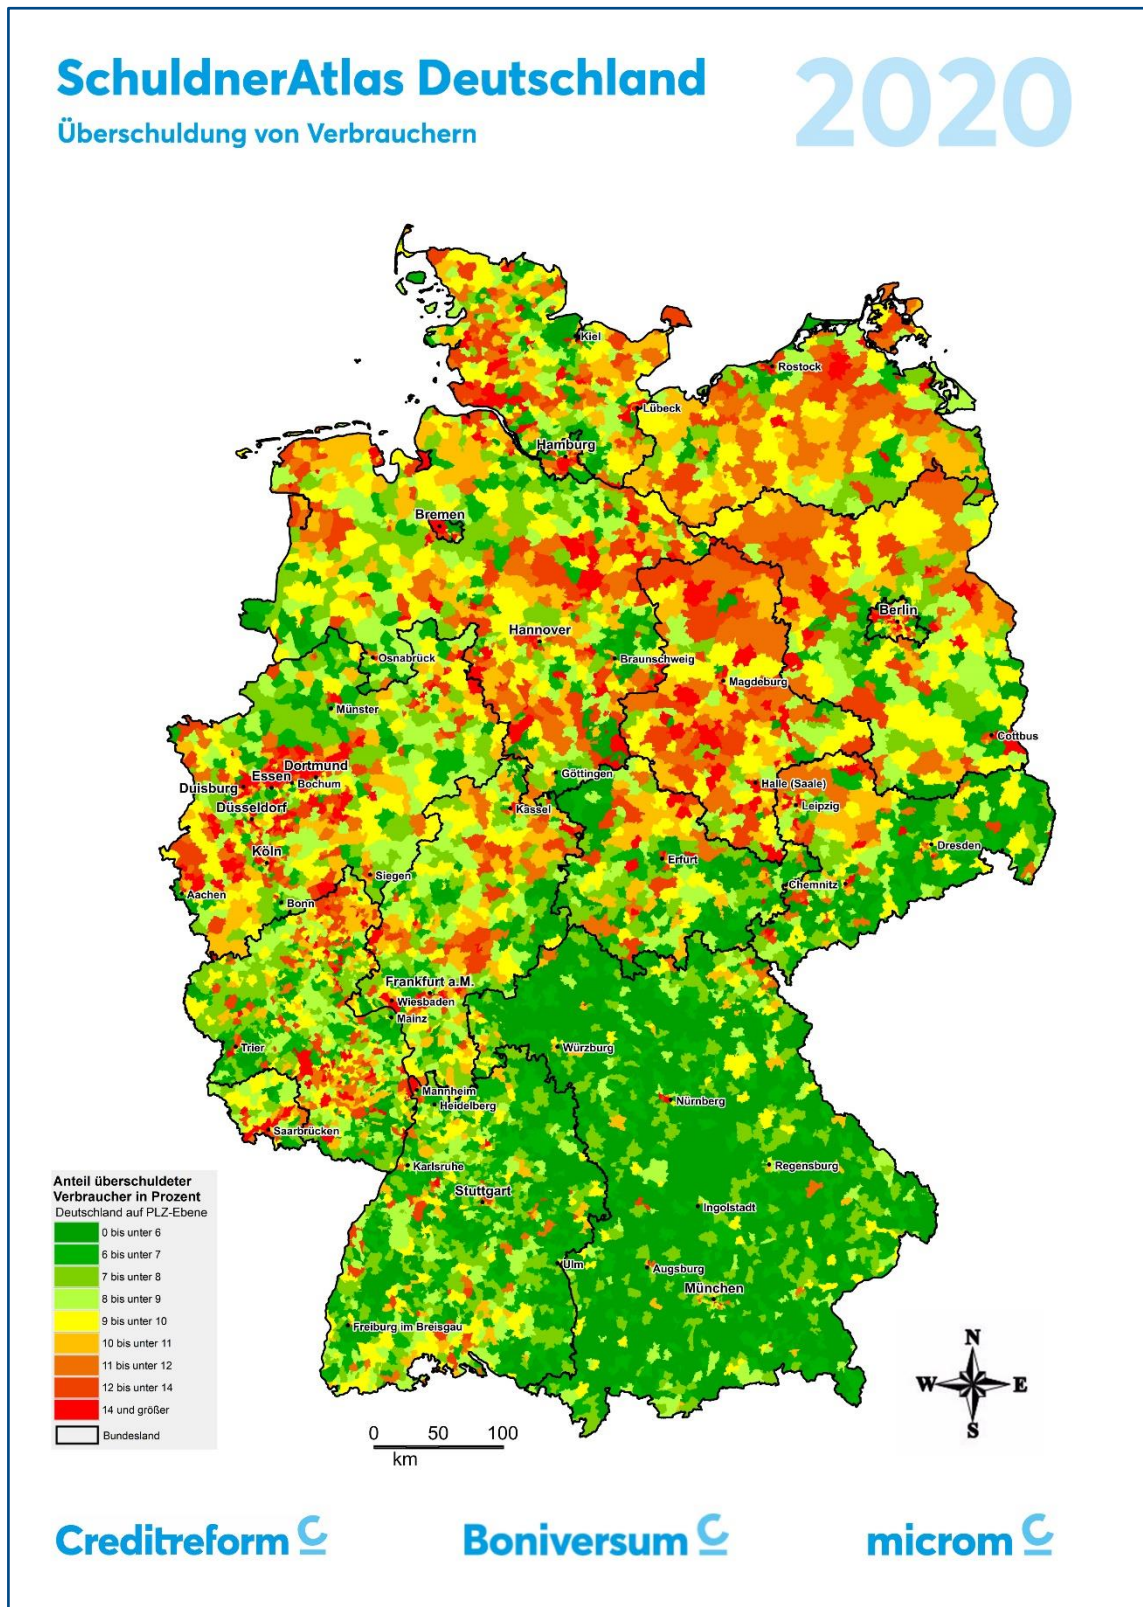 SchuldnerAtlas Deutschland
2020
Überschuldung von Verbrauchern
Kiel
Rostock
Lübeck
Hamburg
Bremen
Berlin
Hannover
Osnabrück
Braunschweig
Magdeburg
Münster
Cottbus
Dortmund
Essen
Bochum
Duisburg
Göttingen
Halle (Saale)
Düsseldorf
Kassel
Leipzig
Köln
Dresden
Erfurt
Siegen
Chemnitz
Aachen
Bonn
Frankfurt a.M.
Wiesbaden
Mainz
Trier
Würzburg
Mannheim
Nürnberg
Heidelberg
Saarbrücken
Karlsruhe
Regensburg
Stuttgart
Ingolstadt
Ulm
Augsburg
München
Freiburg im Breisgau
Anteil überschuldeter
Verbraucher in Prozent
Deutschland auf PLZ-Ebene
0 bis unter 6
6 bis unter 7
7 bis unter 8
8 bis unter 9
9 bis unter 10
10 bis unter 11
11 bis unter 12
12 bis unter 14
14 und größer
Bundesland
N
W E
S
0 50 100
km
Creditreform
Boniversum
microm